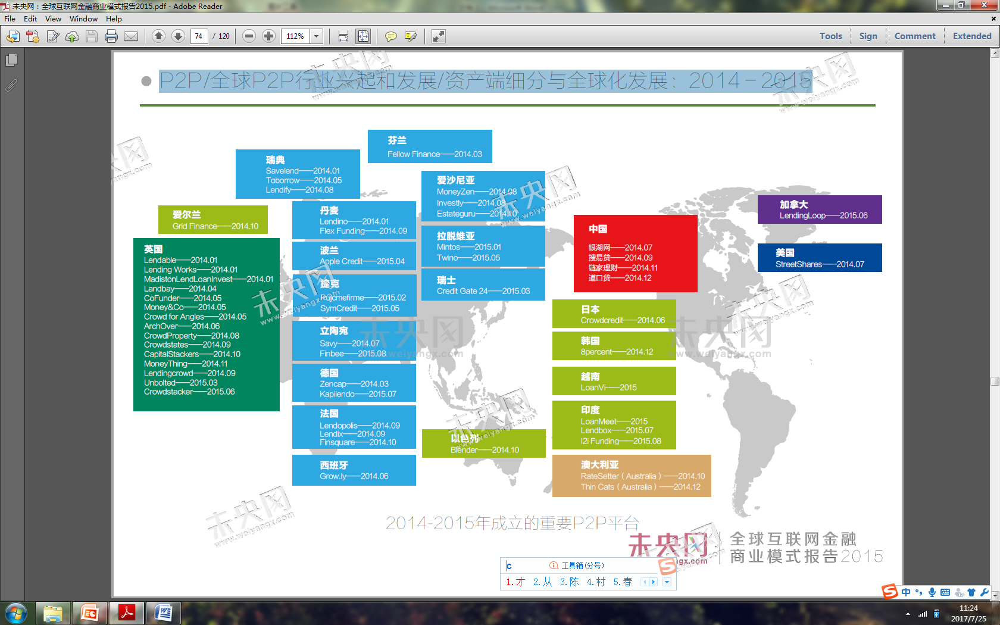 未央网：全球互联网金融商业模式报告2015.pdf - Adobe Reader
File Edit View Window Help
74 / 120 112% Tools Sign Comment Extended
P2P/全球P2P行业兴起和发展/资产端细分与全球化发展：2014－2015
芬兰
Fellow Finance——2014.03
瑞典
Savelend——2014.01
Toborrow——2014.05
Lendify——2014.08
爱沙尼亚
MoneyZen——2014.08
Investly——2014.08
Estateguru——2014.10
爱尔兰
Grid Finance——2014.10
丹麦
Lendino——2014.01
Flex Funding——2014.09
拉脱维亚
Mintos——2015.01
Twino——2015.05
中国
银湖网——2014.07
搜易贷——2014.09
链家理财——2014.11
道口贷——2014.12
加拿大
LendingLoop——2015.06
美国
StreetShares——2014.07
英国
Lendable——2014.01
Lending Works——2014.01
MadistonLendLoanInvest——2014.01
Landbay——2014.04
CoFunder——2014.05
Money&Co——2014.05
Crowd for Angles——2014.05
ArchOver——2014.06
CrowdProperty——2014.08
Crowdstates——2014.09
CapitalStackers——2014.10
MoneyThing——2014.11
Lendingcrowd——2014.09
Unbolted——2015.03
Crowdstacker——2015.06
波兰
Apple Credit——2015.04
捷克
Pujcmefirme——2015.02
SymCredit——2015.05
瑞士
Credit Gate 24——2015.03
立陶宛
Savy——2014.07
Finbee——2015.08
德国
Zencap——2014.03
Kapilendo——2015.07
法国
Lendopolis——2014.09
Lendix——2014.09
Finsquare——2014.10
西班牙
Grow.ly——2014.06
以色列
Blender——2014.10
日本
Crowdcredit——2014.06
韩国
8percent——2014.12
越南
LoanVi——2015
印度
LoanMeet——2015
Lendbox——2015.07
I2i Funding——2015.08
澳大利亚
RateSetter（Australia）——2014.10
Thin Cats（Australia）——2014.12
未央网
www.weiyangx.com
未央网
www.weiyangx.com
2014-2015年成立的重要P2P平台
未央网
全球互联网金融
商业模式报告2015
c 工具箱(分号)
1.才 2.从 3.陈 4.村 5.春
中
11:24
2017/7/25